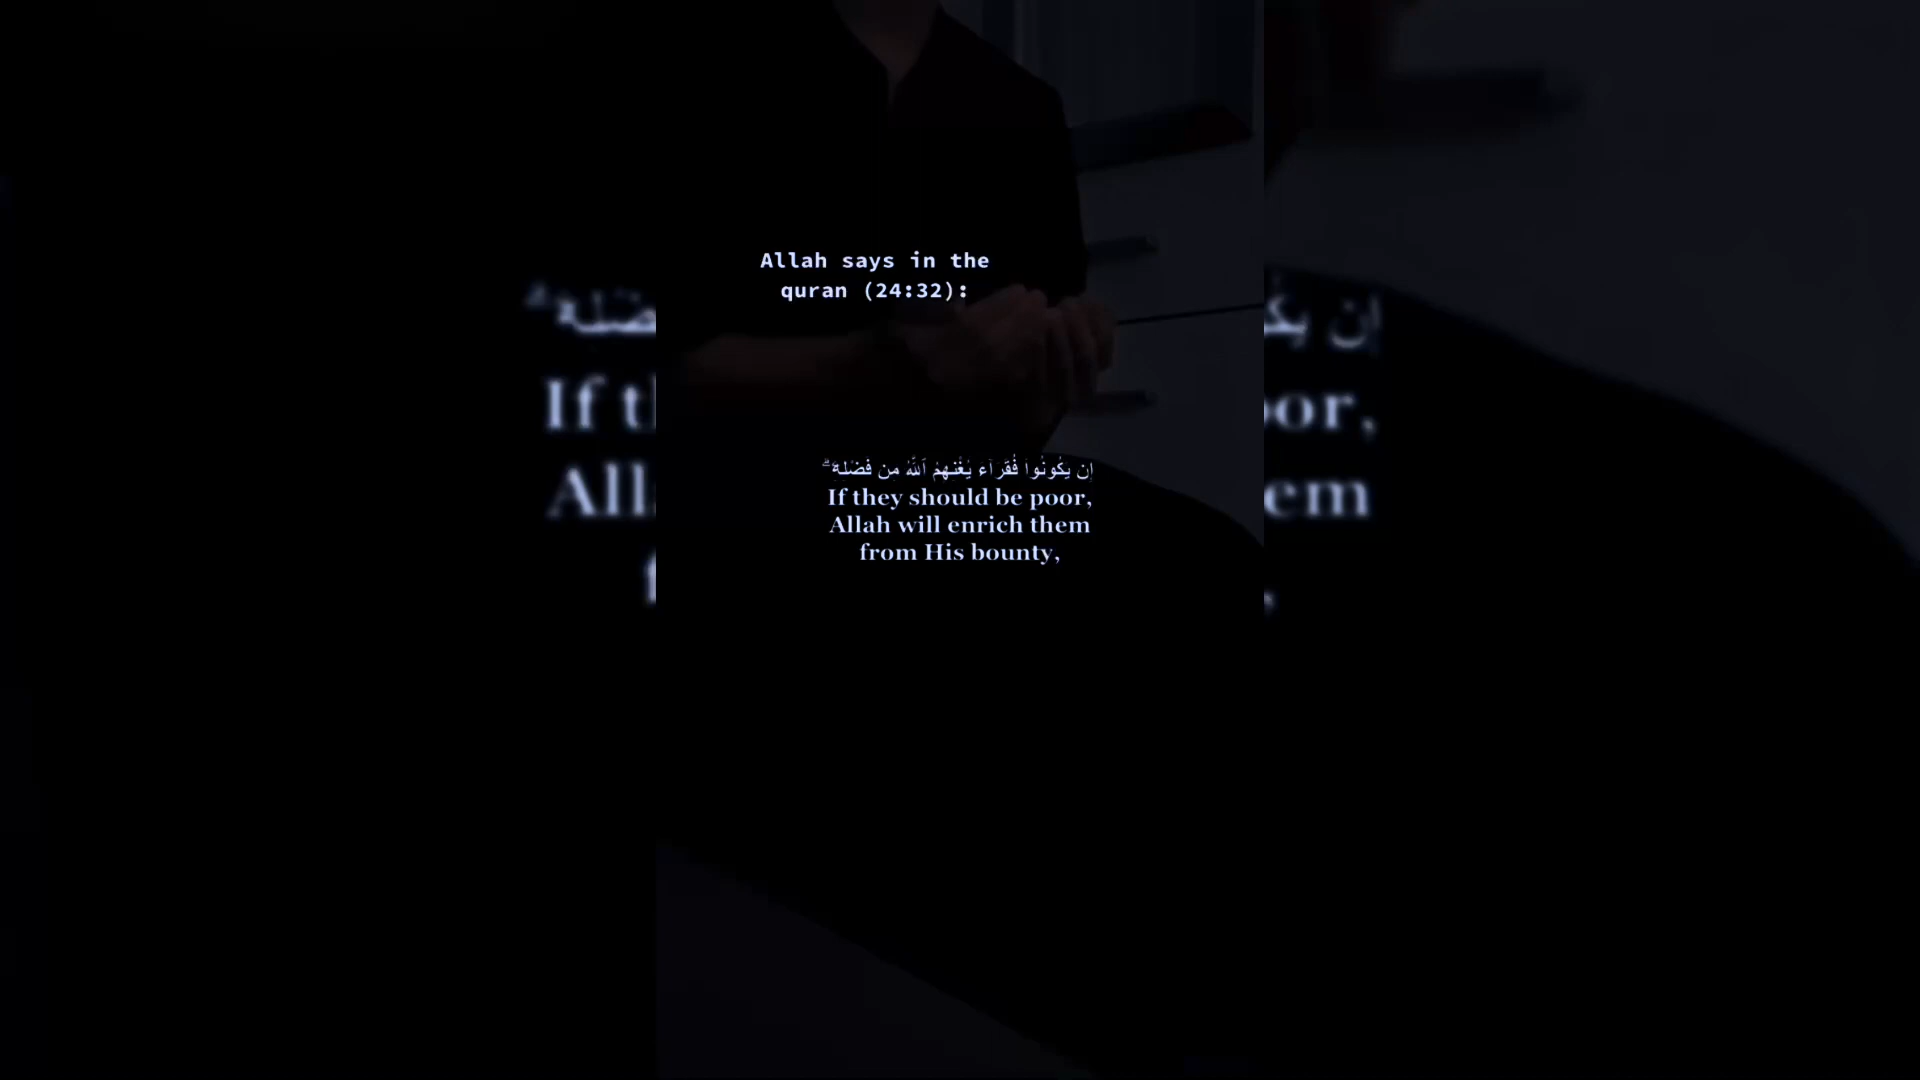 Allah says in the
quran (24:32):
إِن يَكُونُوا۟ فُقَرَآءَ يُغْنِهِمُ ٱللَّهُ مِن فَضْلِهِۦ ۗ
If they should be poor,
Allah will enrich them
from His bounty,